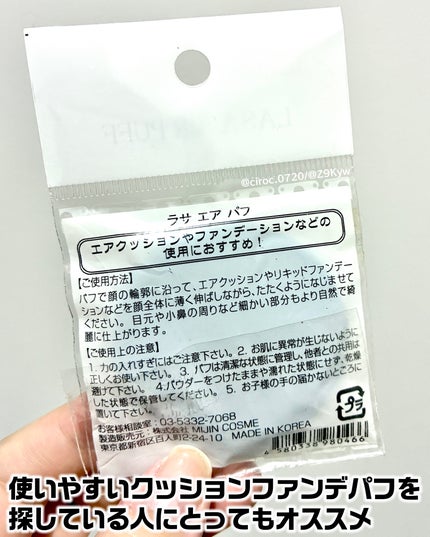 @ciroc.0720/@Z9Kyw
ラサ エア パフ
エアクッションやファンデーションなどの
使用におすすめ!
【ご使用方法】
パフで顔の輪郭に沿って、エアクッションやリキッドファンデー
ションなどを顔全体に薄く伸ばしながら、たたくようになじませて
ください。目元や小鼻の周りなど細かい部分もより自然で綺
麗に仕上がります。
【ご使用上の注意】
1. 力の入れすぎにはご注意下さい。2. お肌に異常が生じないように
正しくお使い下さい。3. パフは清潔な状態に管理し、他者との共用は
避けて下さい。4.パウダーをつけたままや濡れた状態にせず、乾燥
した状態で保管してください。5. お子様の手の届かないところに
置いて下さい。
お客様相談室:03-5332-7068
製造販売元:株式会社 MIJIN COSME
東京都新宿区百人町2-24-10 MADE IN KOREA
プラ
4 580338 980466
使いやすいクッションファンデパフを
探している人にとってもオススメ